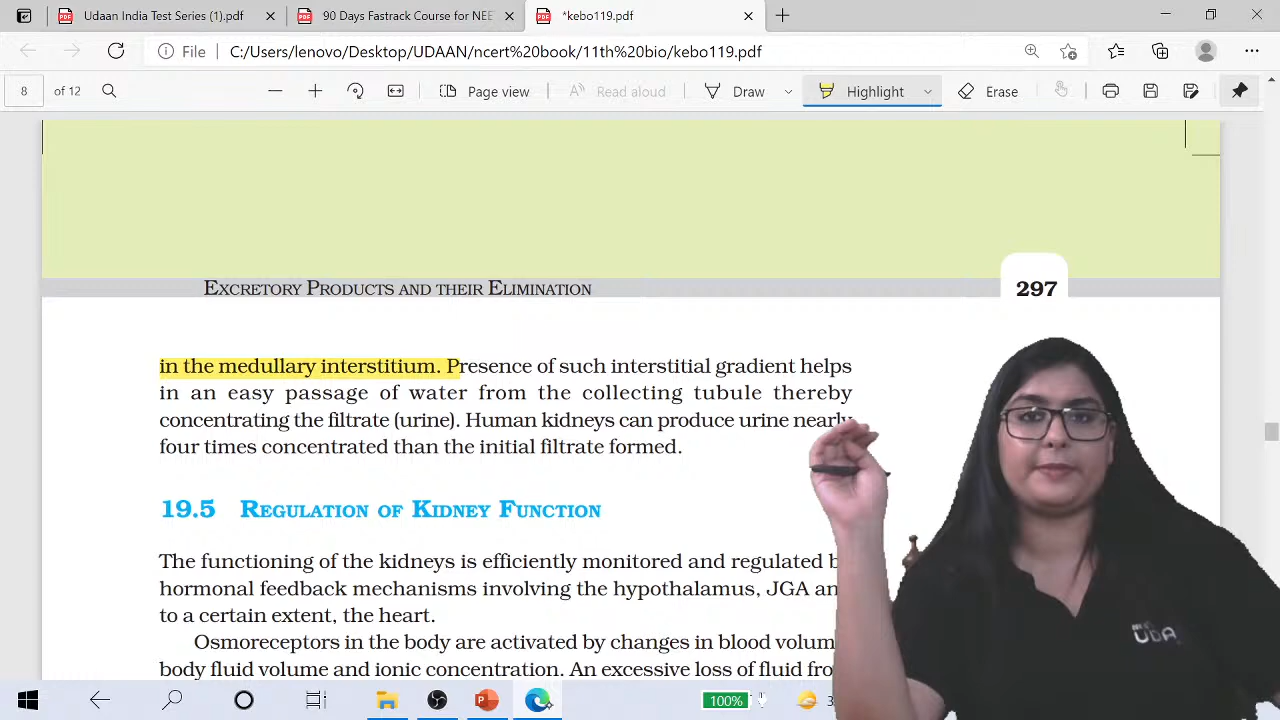 Udaan India Test Series (1).pdf
90 Days Fastrack Course for NEE
*kebo119.pdf
File
C:/Users/lenovo/Desktop/UDAAN/ncert%20book/11th%20bio/kebo119.pdf
8 of 12
Page view
Read aloud
Draw
Highlight
Erase
EXCRETORY PRODUCTS AND THEIR ELIMINATION
297
in the medullary interstitium. Presence of such interstitial gradient helps
in an easy passage of water from the collecting tubule thereby
concentrating the filtrate (urine). Human kidneys can produce urine nearly
four times concentrated than the initial filtrate formed.
19.5 REGULATION OF KIDNEY FUNCTION
The functioning of the kidneys is efficiently monitored and regulated
hormonal feedback mechanisms involving the hypothalamus, JGA
to a certain extent, the heart.
Osmoreceptors in the body are activated by changes in blood
body fluid volume and ionic concentration. An excessive loss of fluid
100%